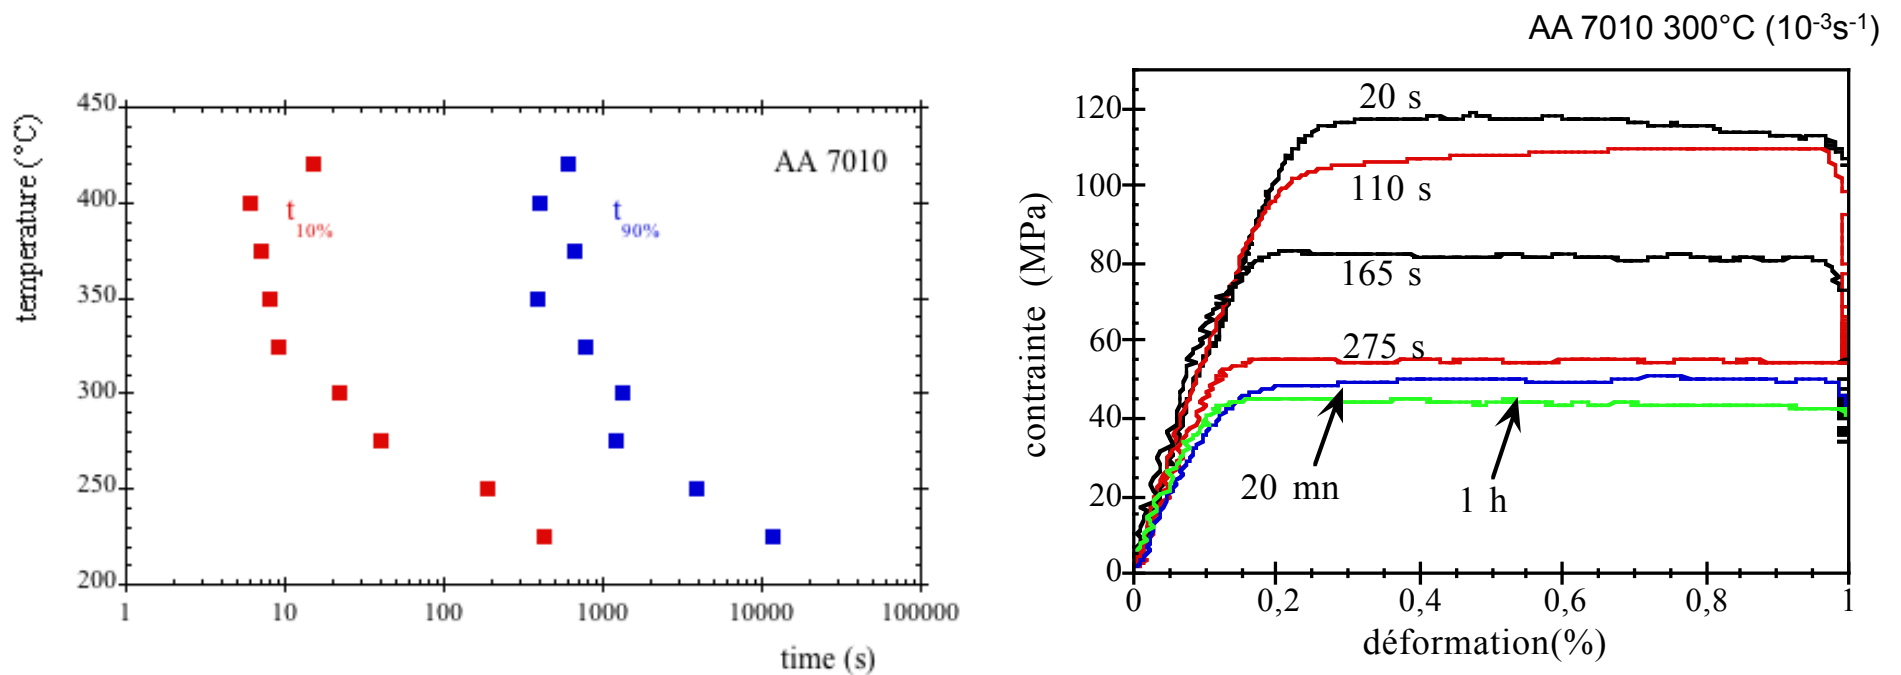 AA 7010 300°C (10-3s-1)
temperature (°C)
450
400
350
300
250
200
AA 7010
t10%
t90%
1
10
100
1000
10000
100000
time (s)
contrainte (MPa)
120
100
80
60
40
20
0
20 s
110 s
165 s
275 s
20 mn
1 h
0
0,2
0,4
0,6
0,8
1
déformation(%)